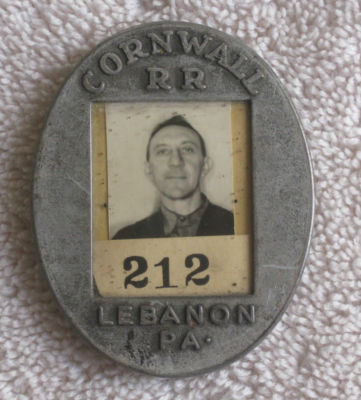 CORNWALL
RR
212
LEBANON
PA.